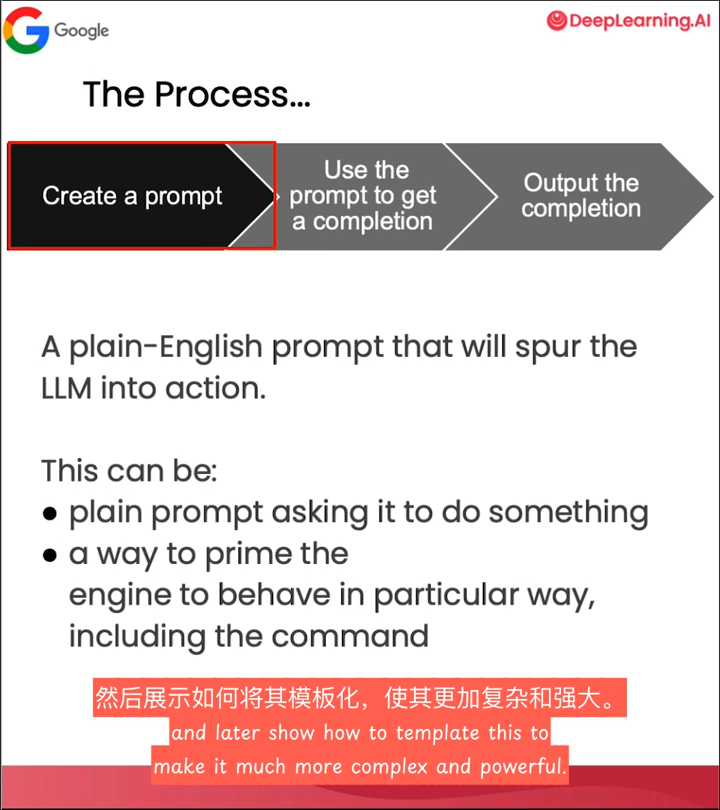 Google
DeepLearning.AI
The Process...
Create a prompt
Use the
prompt to get
a completion
Output the
completion
A plain-English prompt that will spur the
LLM into action.
This can be:
● plain prompt asking it to do something
● a way to prime the
engine to behave in particular way,
including the command
然后展示如何将其模板化，使其更加复杂和强大。
and later show how to template this to
make it much more complex and powerful.